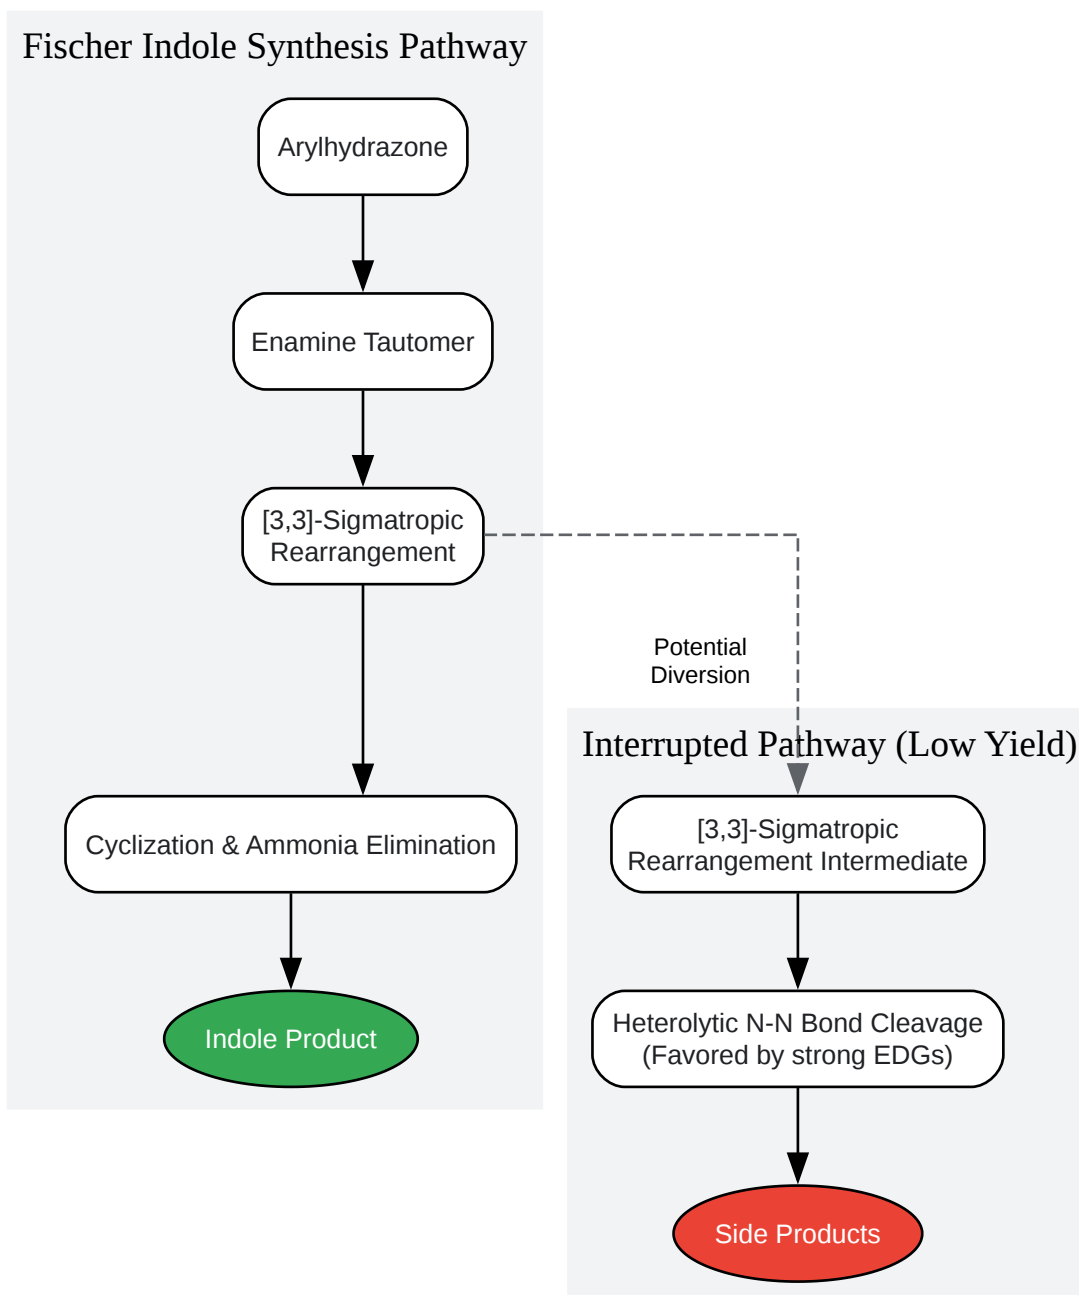 Fischer Indole Synthesis Pathway
Arylhydrazone
Enamine Tautomer
[3,3]-Sigmatropic
Rearrangement
Potential
Diversion
Interrupted Pathway (Low Yield)
Cyclization & Ammonia Elimination
[3,3]-Sigmatropic
Rearrangement Intermediate
Indole Product
Heterolytic N-N Bond Cleavage
(Favored by strong EDGs)
Side Products